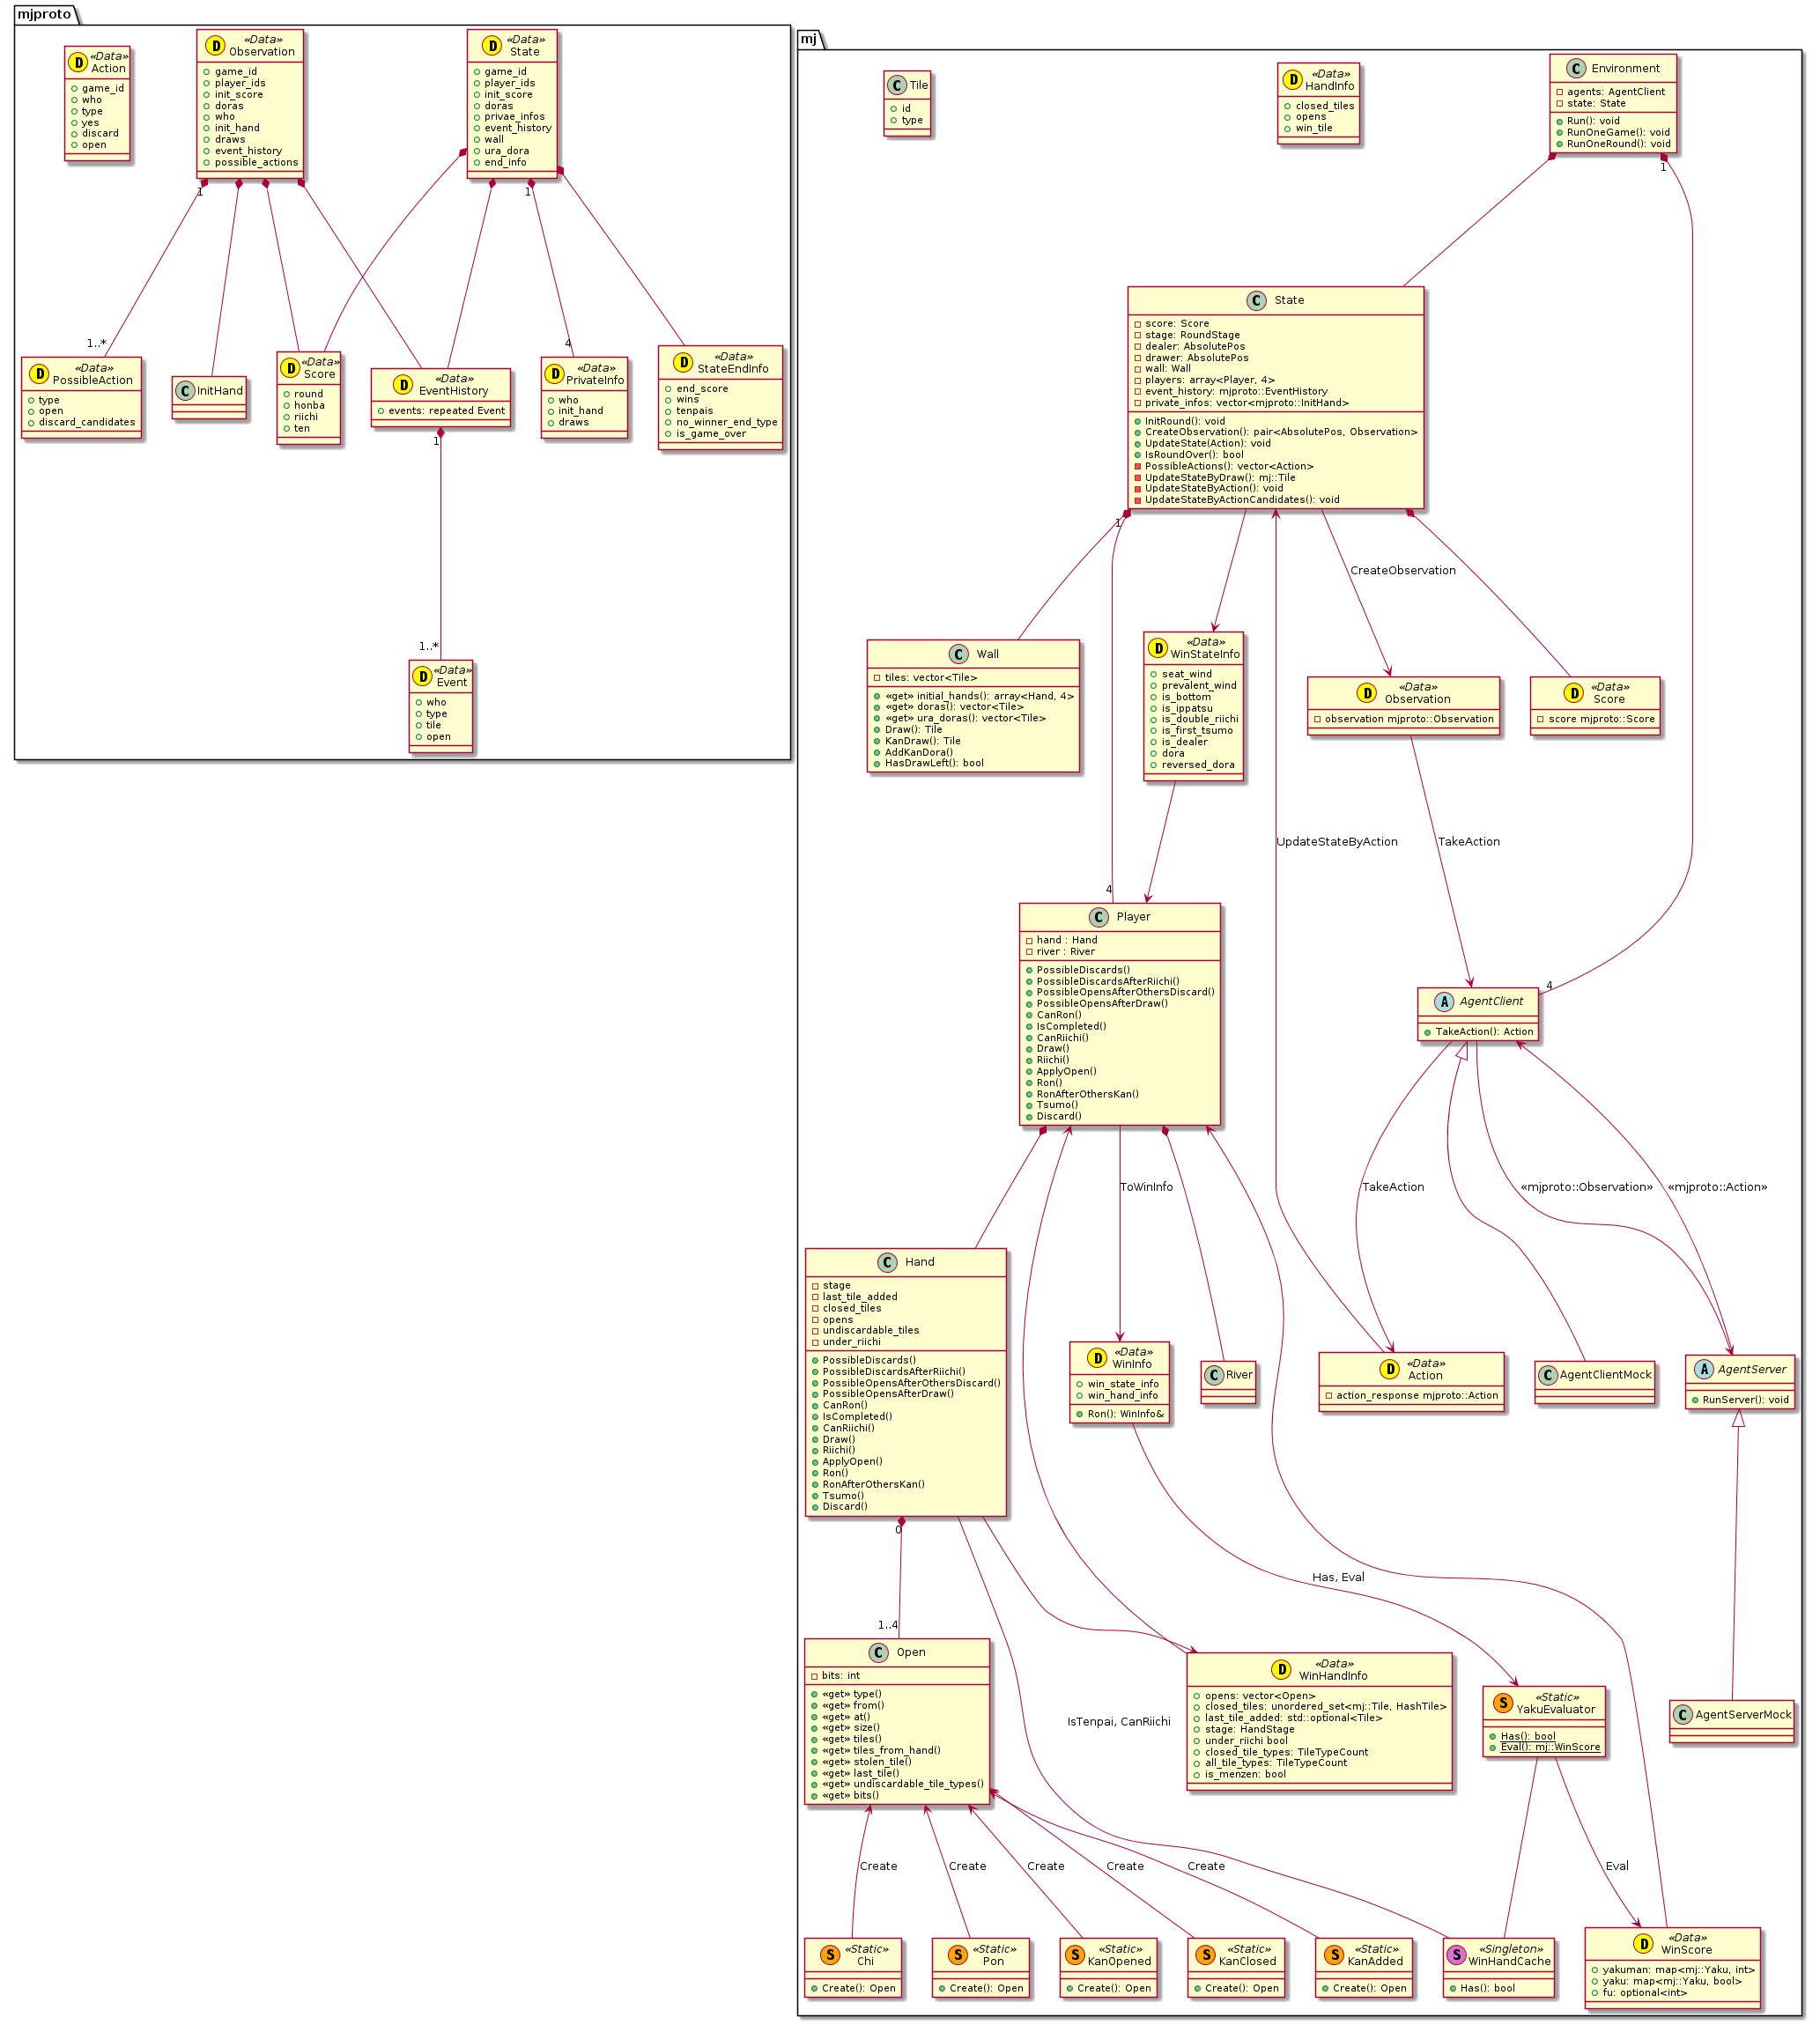 mjproto
D «Data»
Action
game_id
who
type
yes
discard
open
D «Data»
Observation
game_id
player_ids
init_score
doras
who
init_hand
draws
event_history
possible_actions
D «Data»
State
game_id
player_ids
init_score
doras
privae_infos
event_history
wall
ura_dora
end_info
1
1
1..*
4
D «Data»
PossibleAction
type
open
discard_candidates
C InitHand
D «Data»
Score
round
honba
riichi
ten
D «Data»
EventHistory
events: repeated Event
D «Data»
PrivateInfo
who
init_hand
draws
D «Data»
StateEndInfo
end_score
wins
tenpais
no_winner_end_type
is_game_over
1
1..*
D «Data»
Event
who
type
tile
open
mj
C Tile
id
type
D «Data»
HandInfo
closed_tiles
opens
win_tile
C Environment
agents: AgentClient
state: State
Run(): void
RunOneGame(): void
RunOneRound(): void
1
C State
score: Score
stage: RoundStage
dealer: AbsolutePos
drawer: AbsolutePos
wall: Wall
players: array<Player, 4>
event_history: mjproto::EventHistory
private_infos: vector<mjproto::InitHand>
InitRound(): void
CreateObservation(): pair<AbsolutePos, Observation>
UpdateState(Action): void
IsRoundOver(): bool
PossibleActions(): vector<Action>
UpdateStateByDraw(): mj::Tile
UpdateStateByAction(): void
UpdateStateByActionCandidates(): void
1
CreateObservation
C Wall
tiles: vector<Tile>
«get» initial_hands(): array<Hand, 4>
«get» doras(): vector<Tile>
«get» ura_doras(): vector<Tile>
Draw(): Tile
KanDraw(): Tile
AddKanDora()
HasDrawLeft(): bool
D «Data»
WinStateInfo
seat_wind
prevalent_wind
is_bottom
is_ippatsu
is_double_riichi
is_first_tsumo
is_dealer
dora
reversed_dora
D «Data»
Observation
observation mjproto::Observation
D «Data»
Score
score mjproto::Score
UpdateStateByAction
TakeAction
4
C Player
hand : Hand
river : River
PossibleDiscards()
PossibleDiscardsAfterRiichi()
PossibleOpensAfterOthersDiscard()
PossibleOpensAfterDraw()
CanRon()
IsCompleted()
CanRiichi()
Draw()
Riichi()
ApplyOpen()
Ron()
RonAfterOthersKan()
Tsumo()
Discard()
4
A AgentClient
TakeAction(): Action
ToWinInfo
TakeAction
«mjproto::Observation»
«mjproto::Action»
C Hand
stage
last_tile_added
closed_tiles
opens
undiscardable_tiles
under_riichi
PossibleDiscards()
PossibleDiscardsAfterRiichi()
PossibleOpensAfterOthersDiscard()
PossibleOpensAfterDraw()
CanRon()
IsCompleted()
CanRiichi()
Draw()
Riichi()
ApplyOpen()
Ron()
RonAfterOthersKan()
Tsumo()
Discard()
D «Data»
WinInfo
win_state_info
win_hand_info
Ron(): WinInfo&
C River
D «Data»
Action
action_response mjproto::Action
C AgentClientMock
A AgentServer
RunServer(): void
0
Has, Eval
1..4
C Open
bits: int
«get» type()
«get» from()
«get» at()
«get» size()
«get» tiles()
«get» tiles_from_hand()
«get» stolen_tile()
«get» last_tile()
«get» undiscardable_tile_types()
«get» bits()
IsTenpai, CanRiichi
D «Data»
WinHandInfo
opens: vector<Open>
closed_tiles: unordered_set<mj::Tile, HashTile>
last_tile_added: std::optional<Tile>
stage: HandStage
under_riichi bool
closed_tile_types: TileTypeCount
all_tile_types: TileTypeCount
is_menzen: bool
S «Static»
YakuEvaluator
Has(): bool
Eval(): mj::WinScore
C AgentServerMock
Create
Create
Create
Create
Create
Eval
S «Static»
Chi
Create(): Open
S «Static»
Pon
Create(): Open
S «Static»
KanOpened
Create(): Open
S «Static»
KanClosed
Create(): Open
S «Static»
KanAdded
Create(): Open
S «Singleton»
WinHandCache
Has(): bool
D «Data»
WinScore
yakuman: map<mj::Yaku, int>
yaku: map<mj::Yaku, bool>
fu: optional<int>